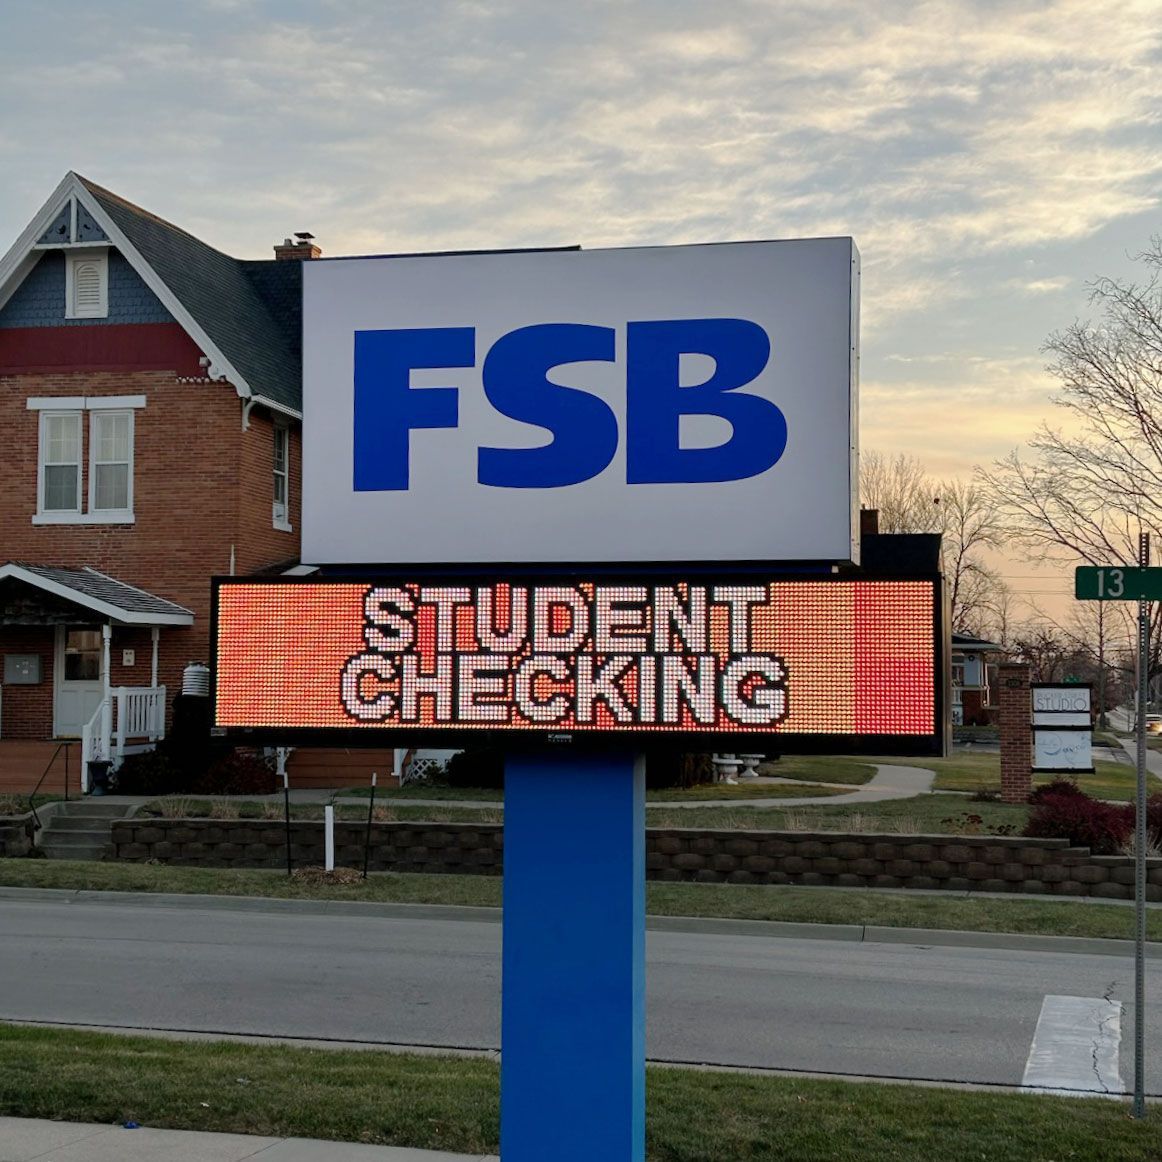 FSB
STUDENT
CHECKING
13
STUDIO